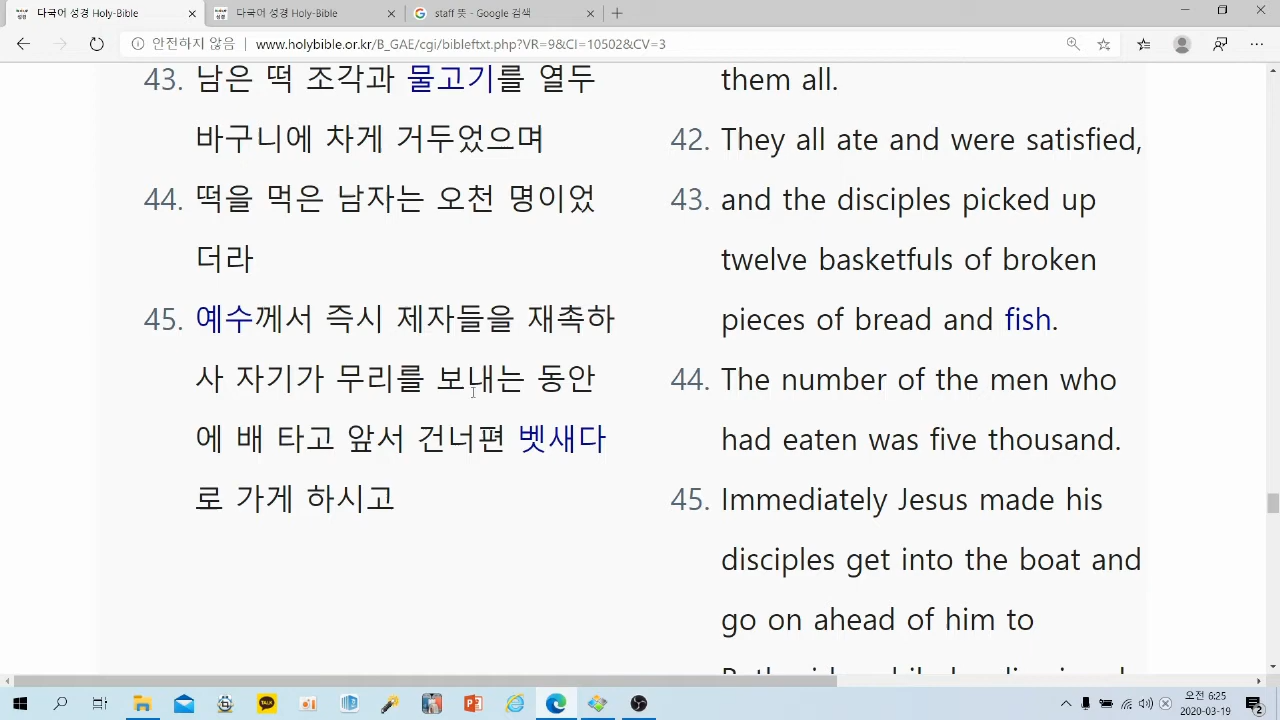 다국어 성경 Holy-Bible
다국어 성경 Holy-Bible
staff 뜻 - Google 검색
안전하지 않음
www.holybible.or.kr/B_GAE/cgi/bibleftxt.php?VR=9&CI=10502&CV=3
43. 남은 떡 조각과 물고기를 열두
바구니에 차게 거두었으며
44. 떡을 먹은 남자는 오천 명이었
더라
45. 예수께서 즉시 제자들을 재촉하
사 자기가 무리를 보내는 동안
에 배 타고 앞서 건너편 벳새다
로 가게 하시고
them all.
42. They all ate and were satisfied,
43. and the disciples picked up
twelve basketfuls of broken
pieces of bread and fish.
44. The number of the men who
had eaten was five thousand.
45. Immediately Jesus made his
disciples get into the boat and
go on ahead of him to
오전 6:25
2020-03-19